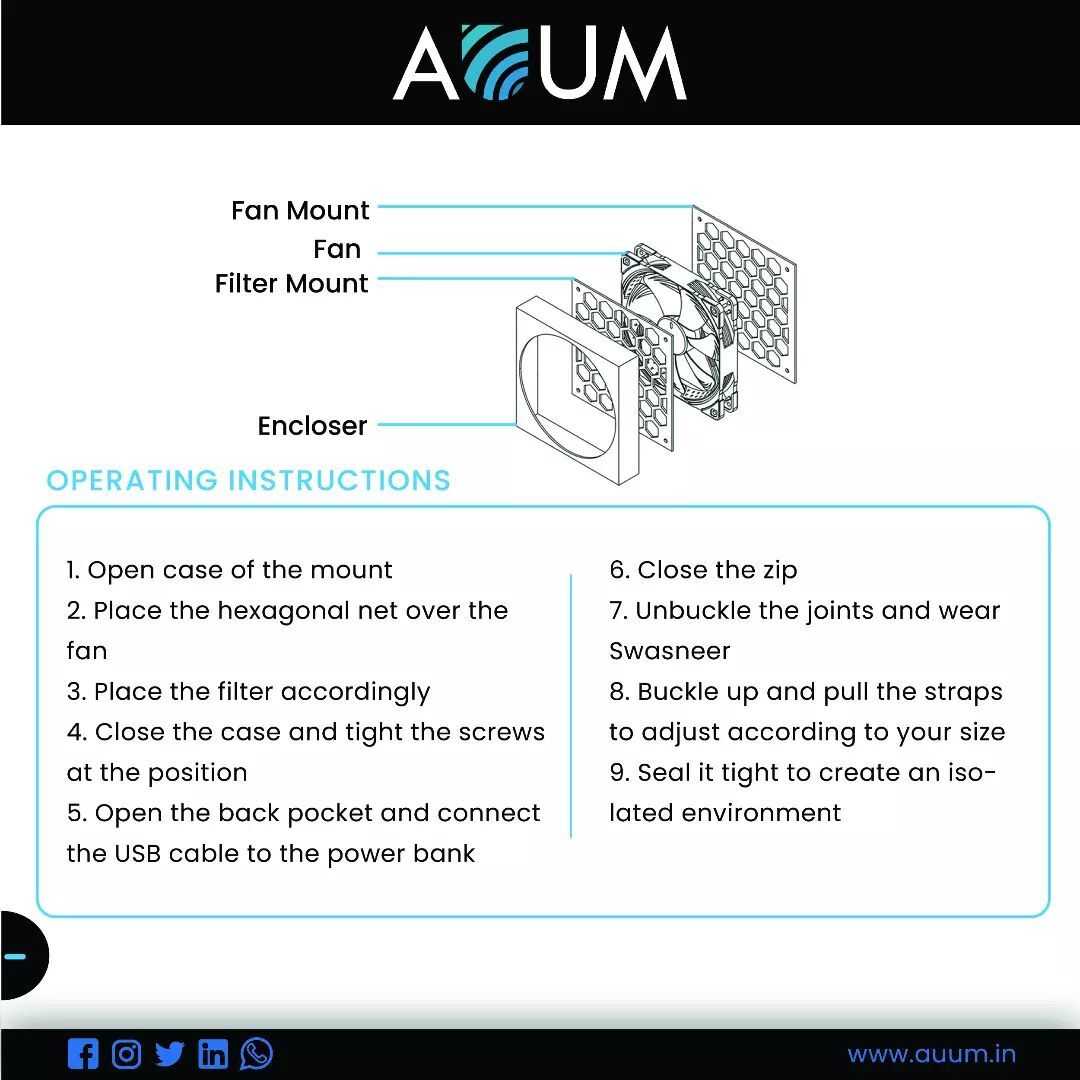 AUUM
Fan Mount
Fan
Filter Mount
Encloser
OPERATING INSTRUCTIONS
1. Open case of the mount
2. Place the hexagonal net over the
fan
3. Place the filter accordingly
4. Close the case and tight the screws
at the position
5. Open the back pocket and connect
the USB cable to the power bank
6. Close the zip
7. Unbuckle the joints and wear
Swasneer
8. Buckle up and pull the straps
to adjust according to your size
9. Seal it tight to create an iso-
lated environment
www.auum.in